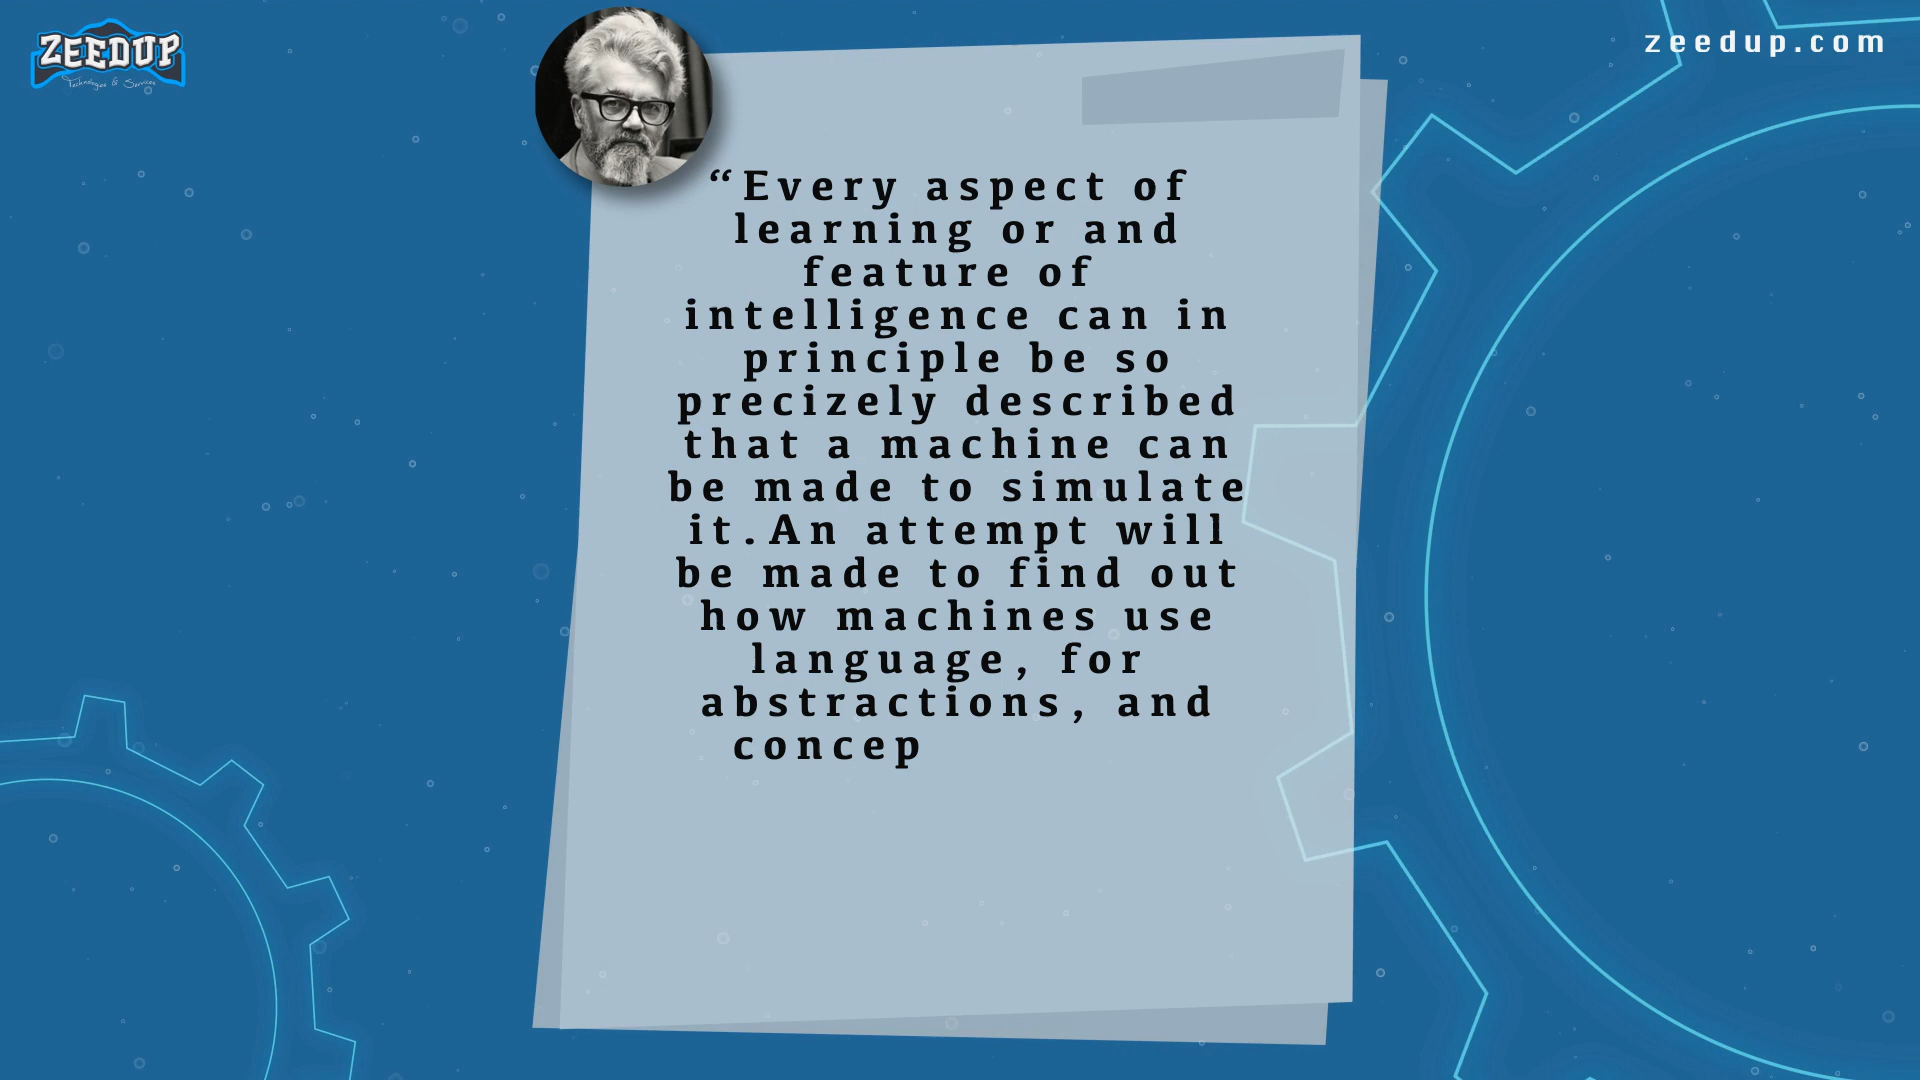 ZEEDUP
Technologies & Services
zeedup.com
“Every aspect of
learning or and
feature of
intelligence can in
principle be so
precizely described
that a machine can
be made to simulate
it.An attempt will
be made to find out
how machines use
language, for
abstractions, and
concep